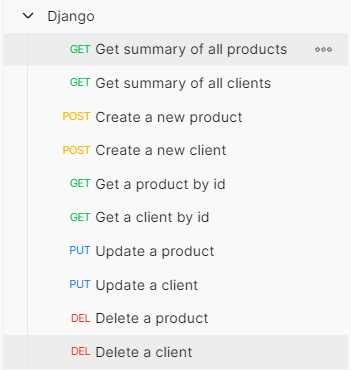 Django
GET Get summary of all products
GET Get summary of all clients
POST Create a new product
POST Create a new client
GET Get a product by id
GET Get a client by id
PUT Update a product
PUT Update a client
DEL Delete a product
DEL Delete a client